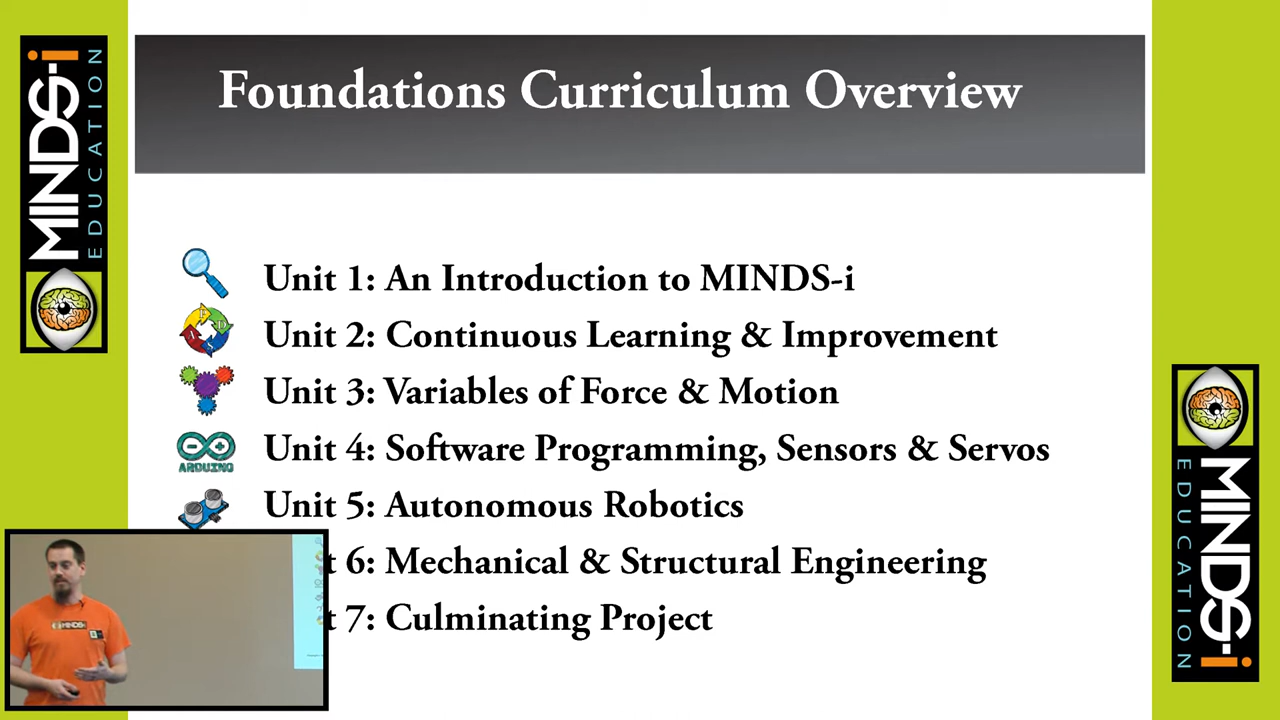 Foundations Curriculum Overview
MINDS-i
EDUCATION
Unit 1: An Introduction to MINDS-i
Unit 2: Continuous Learning & Improvement
Unit 3: Variables of Force & Motion
Unit 4: Software Programming, Sensors & Servos
ARDUINO
Unit 5: Autonomous Robotics
t 6: Mechanical & Structural Engineering
t 7: Culminating Project
MINDS-i
MINDS-i
EDUCATION